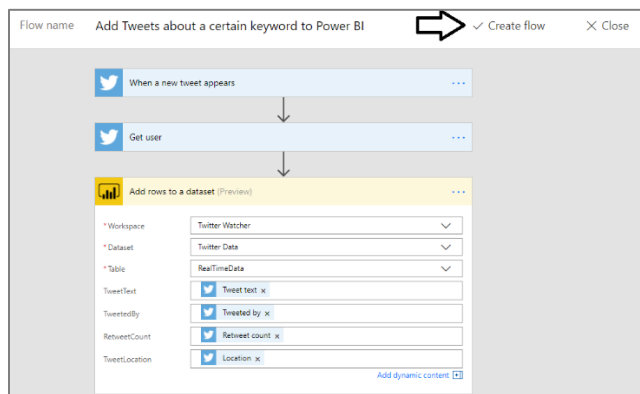 Flow name Add Tweets about a certain keyword to Power BI Create flow Close
When a new tweet appears
Get user
Add rows to a dataset (Preview)
* Workspace Twitter Watcher
* Dataset Twitter Data
* Table RealTimeData
TweetText Tweet text x
TweetedBy Tweeted by x
RetweetCount Retweet count x
TweetLocation Location x
Add dynamic content